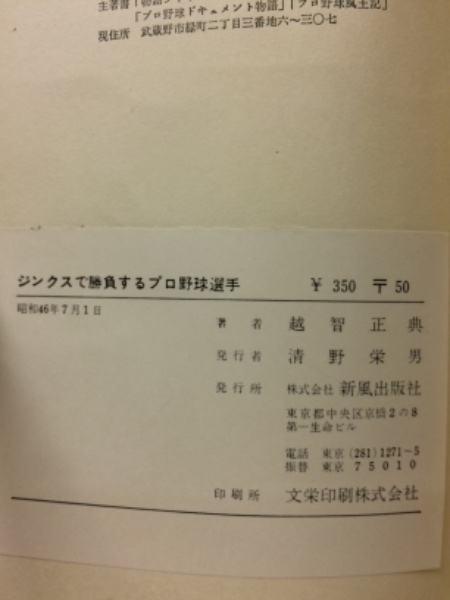 主著書「物語
「プロ野球ドキュメント物語」「プロ野球風土記」
現住所 武蔵野市緑町二丁目三番地六〜三〇七
ジンクスで勝負するプロ野球選手 ¥ 350 〒 50
昭和46年7月1日
著者 越智正典
発行者 清野栄男
発行所 株式会社 新風出版社
東京都中央区京橋2の8
第一生命ビル
電話 東京 (281) 1271〜5
振替 東京 75010
印刷所 文栄印刷株式会社